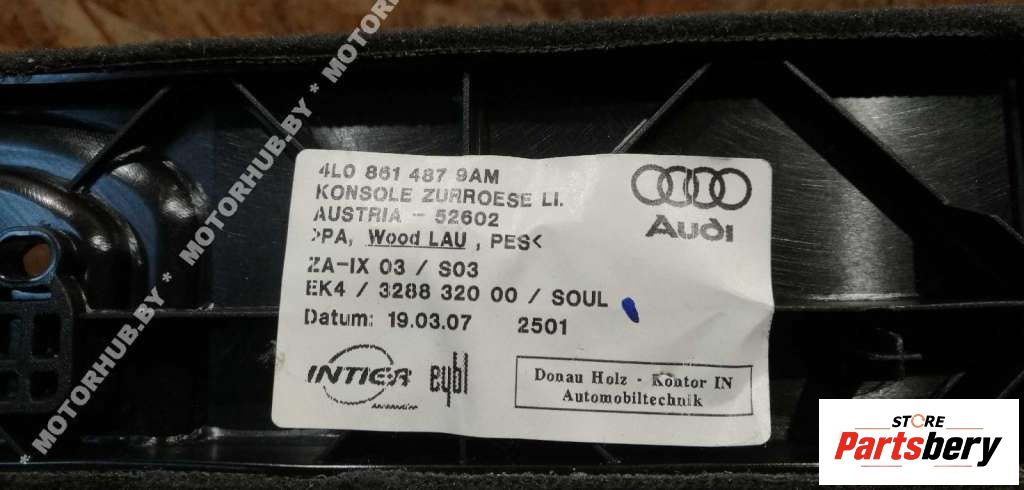 4L0 861 487 9AM
KONSOLE ZURROESE LI.
AUSTRIA - 52602
>PA, Wood LAU , PES<
ZA-IX 03 / S03
EK4 / 3288 320 00 / SOUL
Datum: 19.03.07 2501
Audi
INTIER
eybl
Donau Holz - Kontor IN
Automobiltechnik
MOTORHUB.BY * MOTORHUB.BY * MOTORHUB.BY
STORE
Partsbery